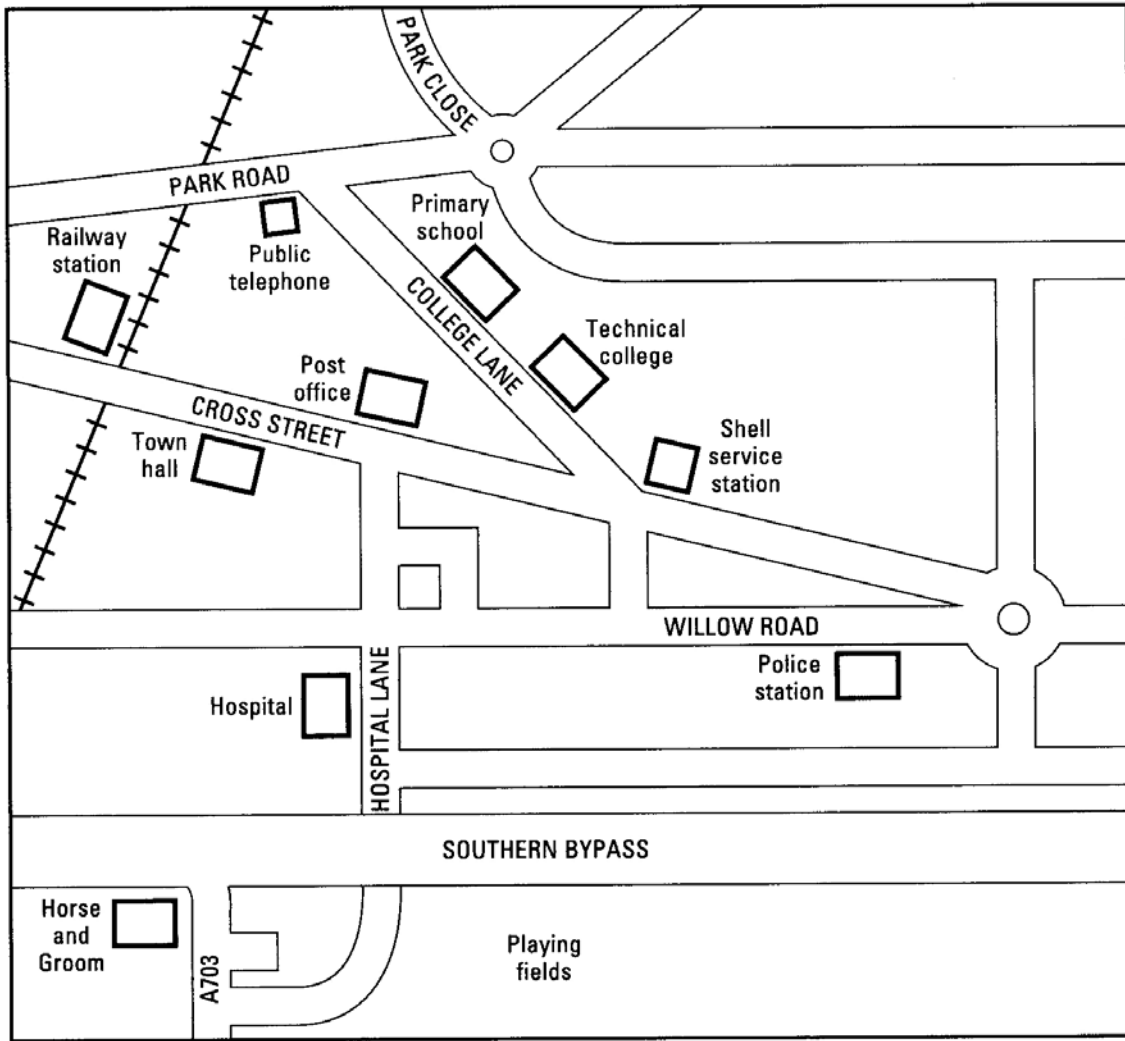 PARK CLOSE
PARK ROAD
Primary
school
Railway
station
Public
telephone
COLLEGE LANE
Technical
college
Post
office
CROSS STREET
Town
hall
Shell
service
station
WILLOW ROAD
Police
station
Hospital
HOSPITAL LANE
SOUTHERN BYPASS
Horse
and
Groom
A703
Playing
fields